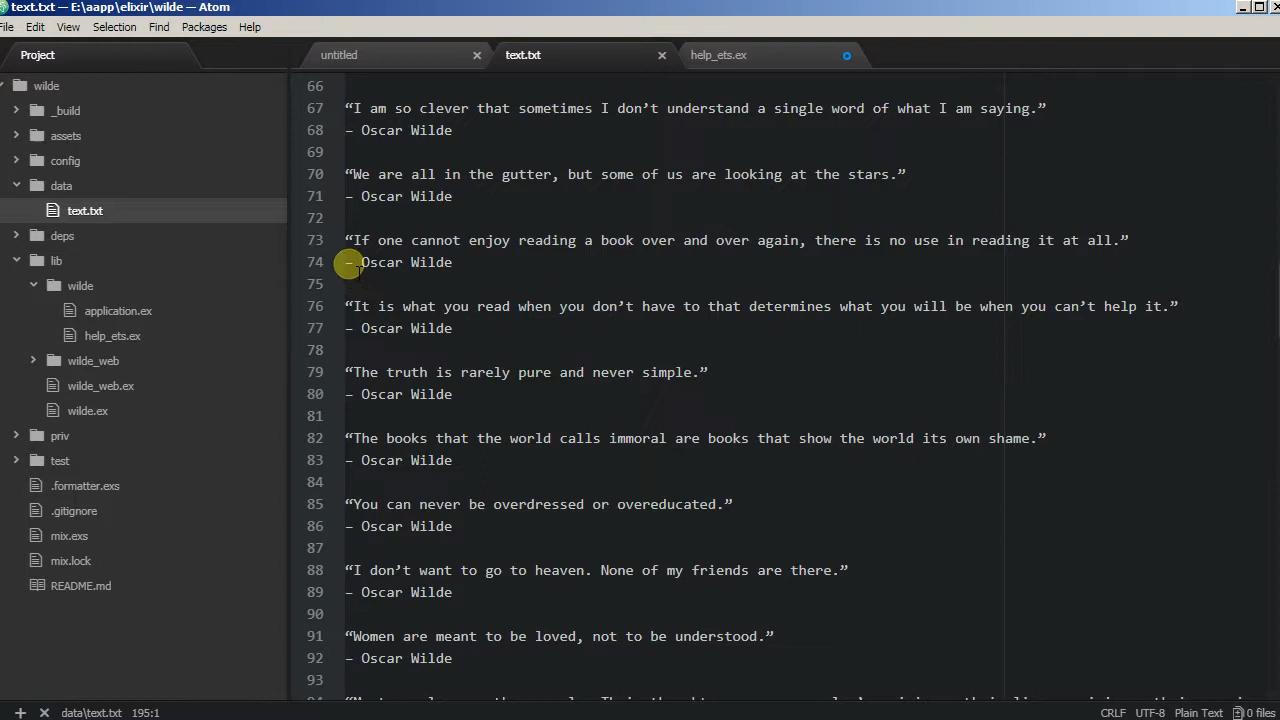 text.txt — E:\aapp\elixir\wilde — Atom
File Edit View Selection Find Packages Help
Project
untitled
text.txt
help_ets.ex
wilde
_build
assets
config
data
text.txt
deps
lib
wilde
application.ex
help_ets.ex
wilde_web
wilde_web.ex
wilde.ex
priv
test
.formatter.exs
.gitignore
mix.exs
mix.lock
README.md
66
67 “I am so clever that sometimes I don’t understand a single word of what I am saying.”
68 – Oscar Wilde
69
70 “We are all in the gutter, but some of us are looking at the stars.”
71 – Oscar Wilde
72
73 “If one cannot enjoy reading a book over and over again, there is no use in reading it at all.”
74 – Oscar Wilde
75
76 “It is what you read when you don’t have to that determines what you will be when you can’t help it.”
77 – Oscar Wilde
78
79 “The truth is rarely pure and never simple.”
80 – Oscar Wilde
81
82 “The books that the world calls immoral are books that show the world its own shame.”
83 – Oscar Wilde
84
85 “You can never be overdressed or overeducated.”
86 – Oscar Wilde
87
88 “I don’t want to go to heaven. None of my friends are there.”
89 – Oscar Wilde
90
91 “Women are meant to be loved, not to be understood.”
92 – Oscar Wilde
93
data\text.txt 195:1 CRLF UTF-8 Plain Text 0 files